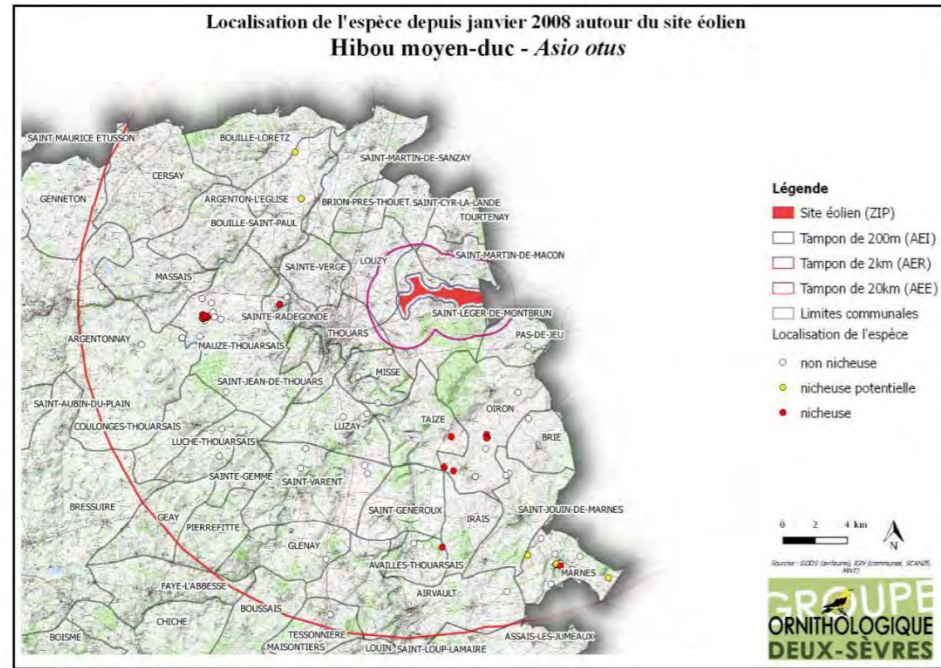 Localisation de l'espèce depuis janvier 2008 autour du site éolien
Hibou moyen-duc - Asio otus
SAINT MAURICE ETUSSON
BOUILLE-LORETZ
SAINT-MARTIN-DE-SANZAY
CERSAY
GENNETON
ARGENTON-L'EGLISE
BRION-PRES-THOUET
SAINT-CYR-LA-LANDE
TOURTENAY
BOUILLE-SAINT-PAUL
SAINT-MARTIN-DE-MACON
LOUZY
SAINTE-VERGE
MASSAIS
SAINTE-RADEGONDE
SAINT-LEGER-DE-MONTBRUN
THOUARS
PAS-DE-JEU
ARGENTONNAY
MAUZE-THOUARSAIS
MISSE
SAINT-JEAN-DE-THOUARS
OIRON
SAINT-AUBIN-DU-PLAIN
COULONGES-THOUARSAIS
LUZAY
TAIZE
BRIE
LUCHE-THOUARSAIS
SAINTE-GEMME
SAINT-VARENT
BRESSUIRE
GEAY
SAINT-GENEROUX
IRAIS
SAINT-JOUIN-DE-MARNES
PIERREFITTE
GLENAY
AVAILLES-THOUARSAIS
MARNES
FAYE-L'ABBESSE
AIRVAULT
BOUSSAIS
CHICHE
TESSONNIERE
ASSAIS-LES-JUMEAUX
BOISME
MAISONTIERS
LOUIN
SAINT-LOUP-LAMAIRE
Légende
Site éolien (ZIP)
Tampon de 200m (AEI)
Tampon de 2km (AER)
Tampon de 20km (AEE)
Limites communales
Localisation de l'espèce
non nicheuse
nicheuse potentielle
nicheuse
0 2 4 km
N
Sources : GODS (avifaune), IGN (communes, SCAN25, MNT)
GROUPE
ORNITHOLOGIQUE
DEUX-SÈVRES